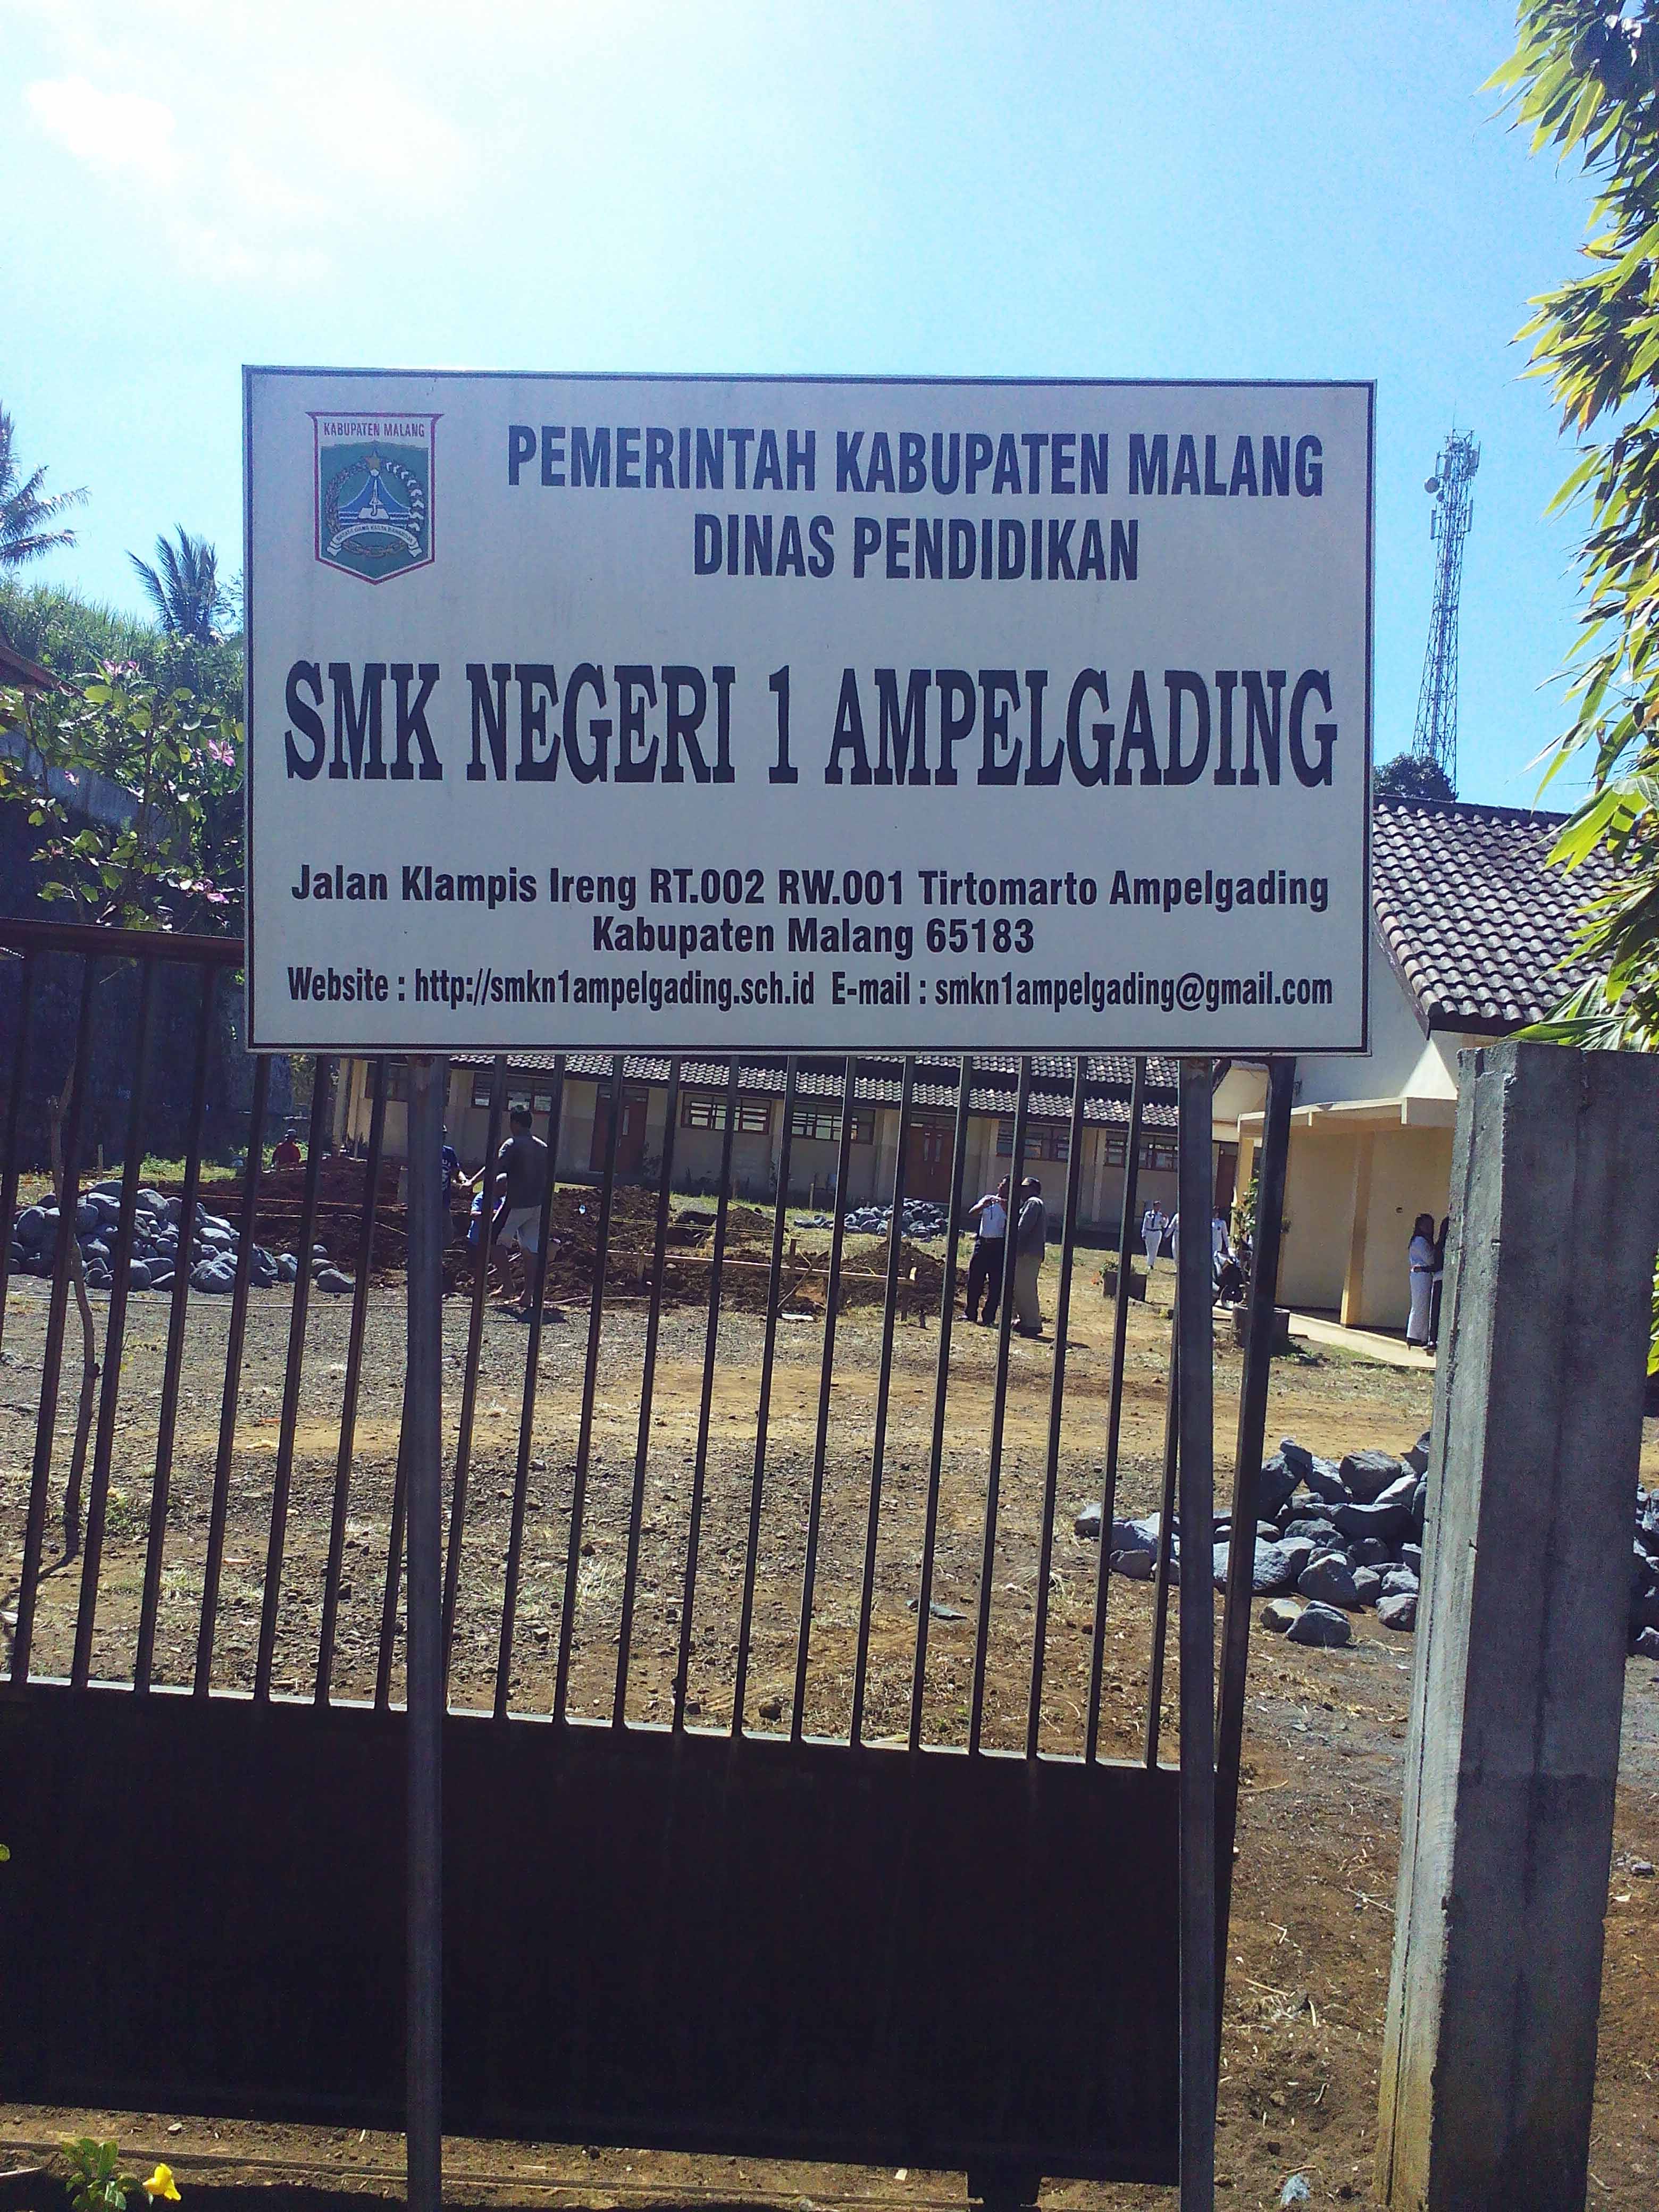 KABUPATEN MALANG
PEMERINTAH KABUPATEN MALANG
DINAS PENDIDIKAN
SMK NEGERI 1 AMPELGADING
Jalan Klampis Ireng RT.002 RW.001 Tirtomarto Ampelgading
Kabupaten Malang 65183
Website : http://smkn1ampelgading.sch.id E-mail : smkn1ampelgading@gmail.com